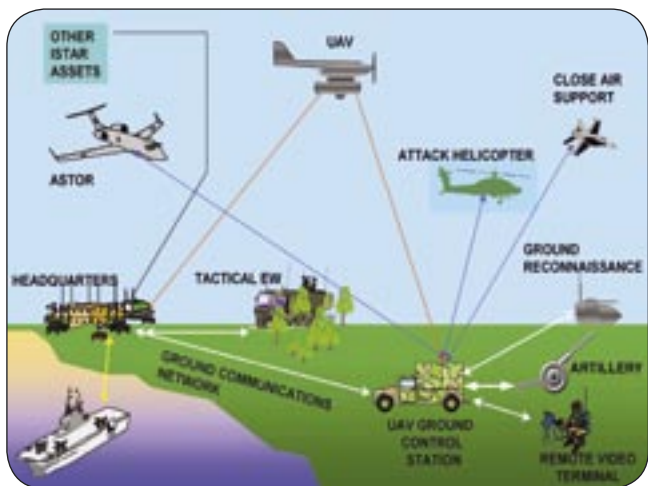 OTHER
ISTAR
ASSETS
UAV
CLOSE AIR
SUPPORT
ATTACK HELICOPTER
ASTOR
GROUND
RECONNAISSANCE
HEADQUARTERS
TACTICAL EW
ARTILLERY
GROUND COMMUNICATIONS
NETWORK
UAV GROUND
CONTROL
STATION
REMOTE VIDEO
TERMINAL